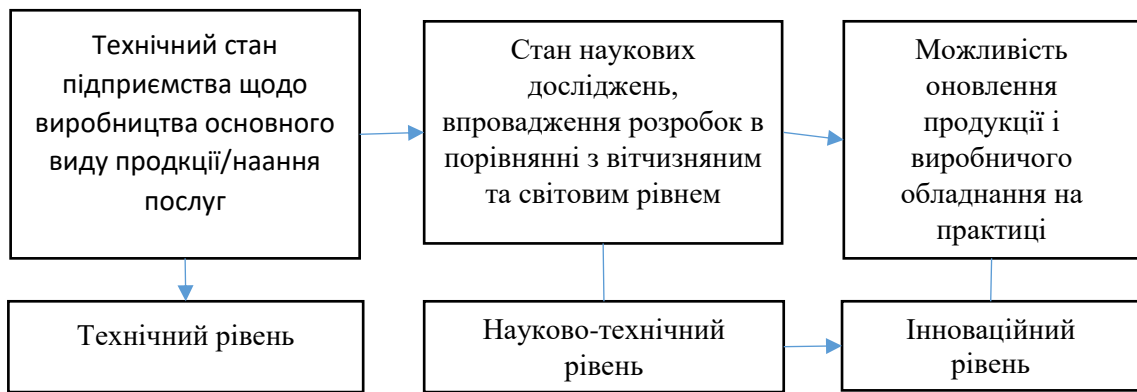 Технічний стан
підприємства щодо
виробництва основного
виду продкції/наання
послуг
Стан наукових
досліджень,
впровадження розробок в
порівнянні з вітчизняним
та світовим рівнем
Можливість
оновлення
продукції і
виробничого
обладнання на
практиці
Технічний рівень
Науково-технічний
рівень
Інноваційний
рівень